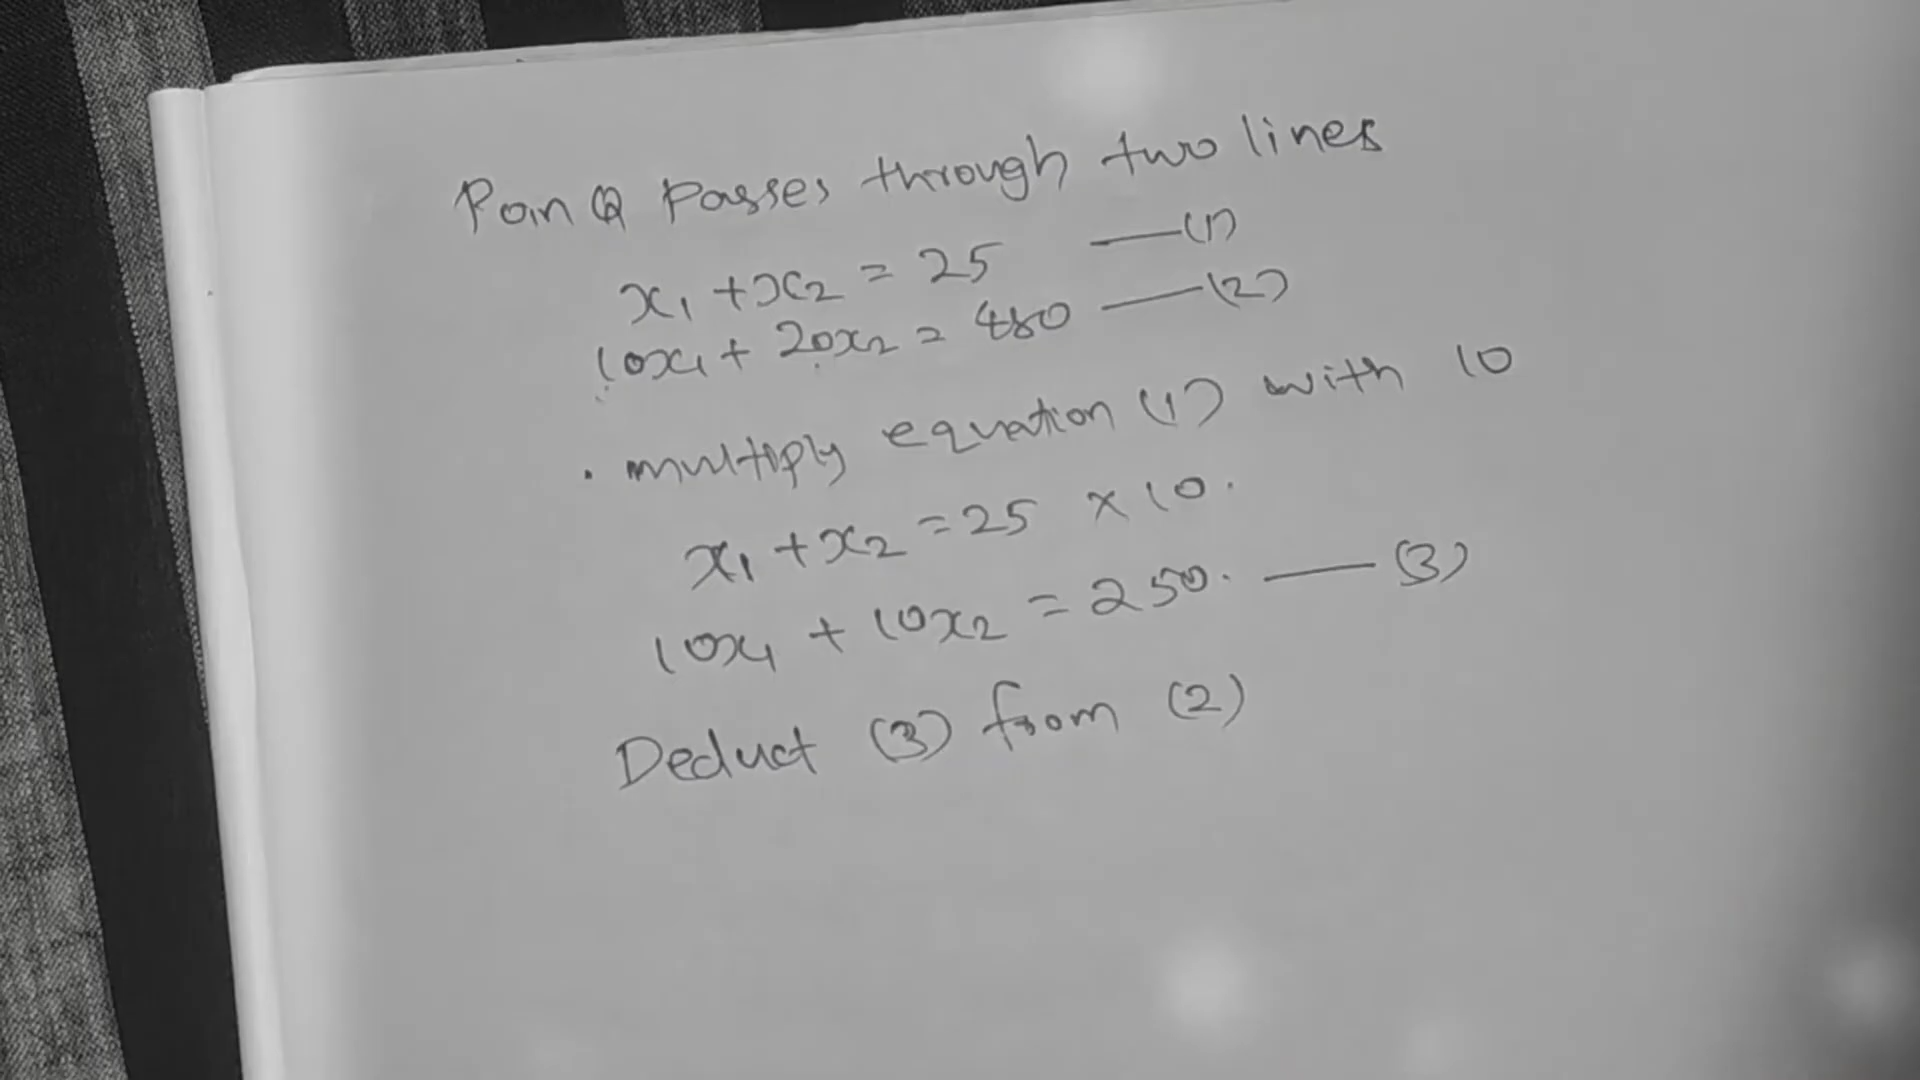 Poin Q passes through two lines
x₁ + x₂ = 25 —(1)
10x₁ + 20x₂ = 480 —(2)
. multiply equation (1) with 10
x₁ + x₂ = 25 × 10.
10x₁ + 10x₂ = 250. —(3)
Deduct (3) from (2)